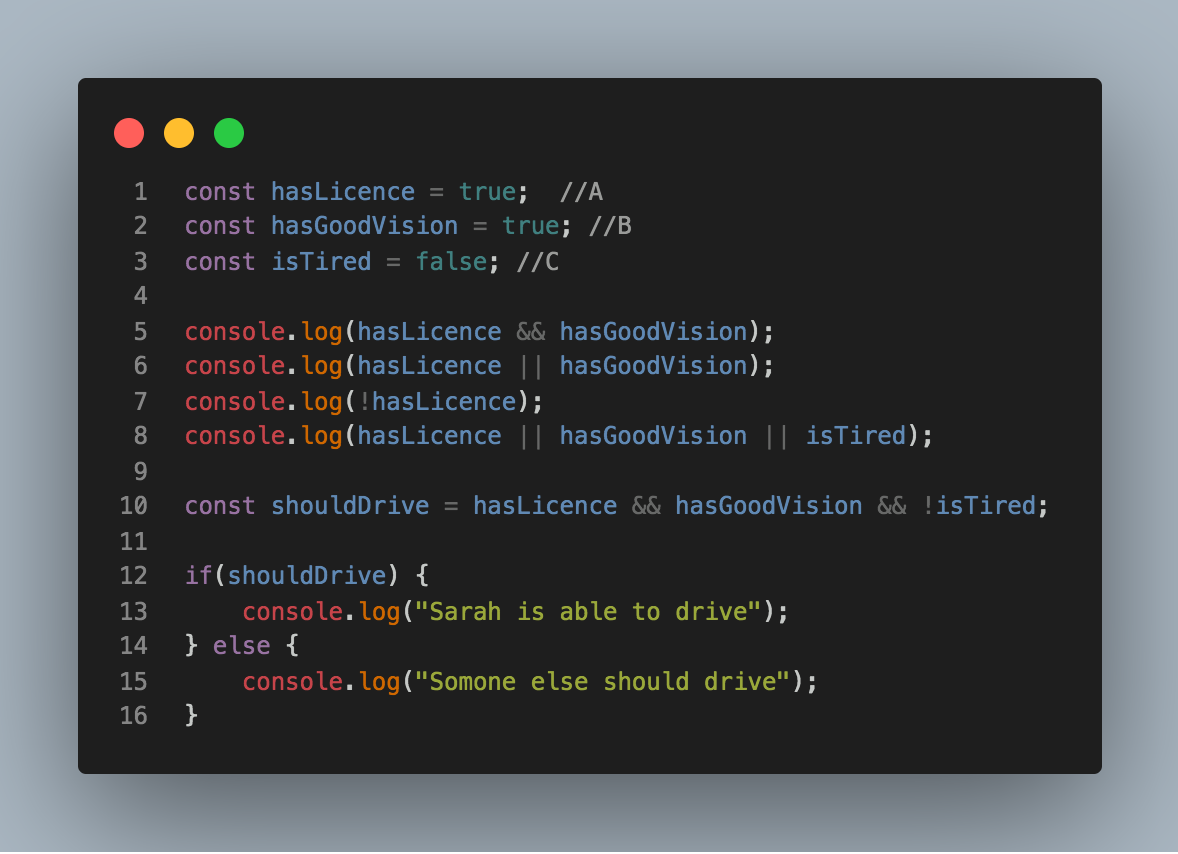 1 const hasLicence = true;  //A
2 const hasGoodVision = true; //B
3 const isTired = false; //C
4
5 console.log(hasLicence && hasGoodVision);
6 console.log(hasLicence || hasGoodVision);
7 console.log(!hasLicence);
8 console.log(hasLicence || hasGoodVision || isTired);
9
10 const shouldDrive = hasLicence && hasGoodVision && !isTired;
11
12 if(shouldDrive) {
13     console.log("Sarah is able to drive");
14 } else {
15     console.log("Somone else should drive");
16 }